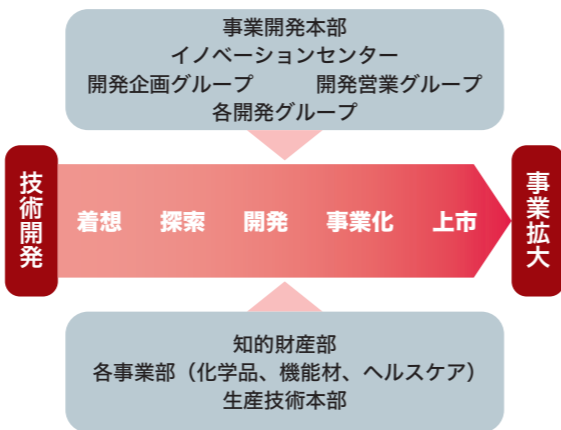 事業開発本部
イノベーションセンター
開発企画グループ 開発営業グループ
各開発グループ
技術開発
着想 探索 開発 事業化 上市
事業拡大
知的財産部
各事業部（化学品、機能材、ヘルスケア）
生産技術本部